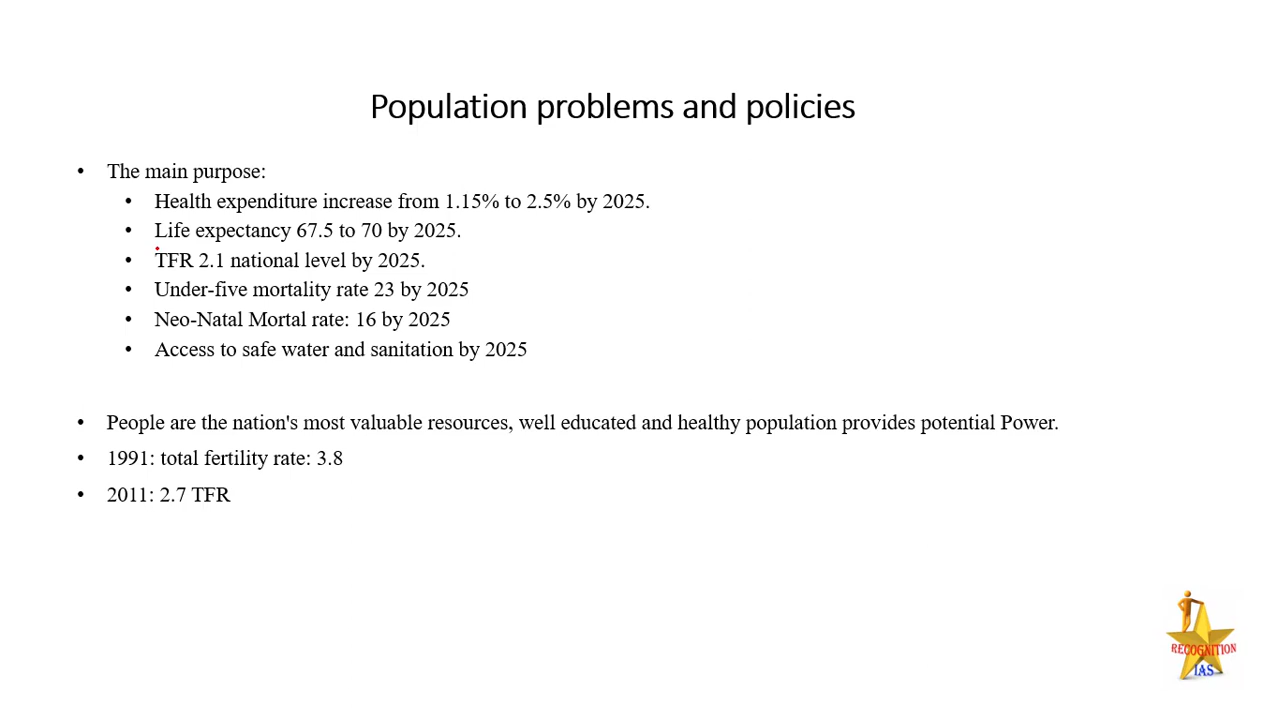 Population problems and policies
• The main purpose:
• Health expenditure increase from 1.15% to 2.5% by 2025.
• Life expectancy 67.5 to 70 by 2025.
• TFR 2.1 national level by 2025.
• Under-five mortality rate 23 by 2025
• Neo-Natal Mortal rate: 16 by 2025
• Access to safe water and sanitation by 2025
• People are the nation's most valuable resources, well educated and healthy population provides potential Power.
• 1991: total fertility rate: 3.8
• 2011: 2.7 TFR
RECOGNITION
IAS